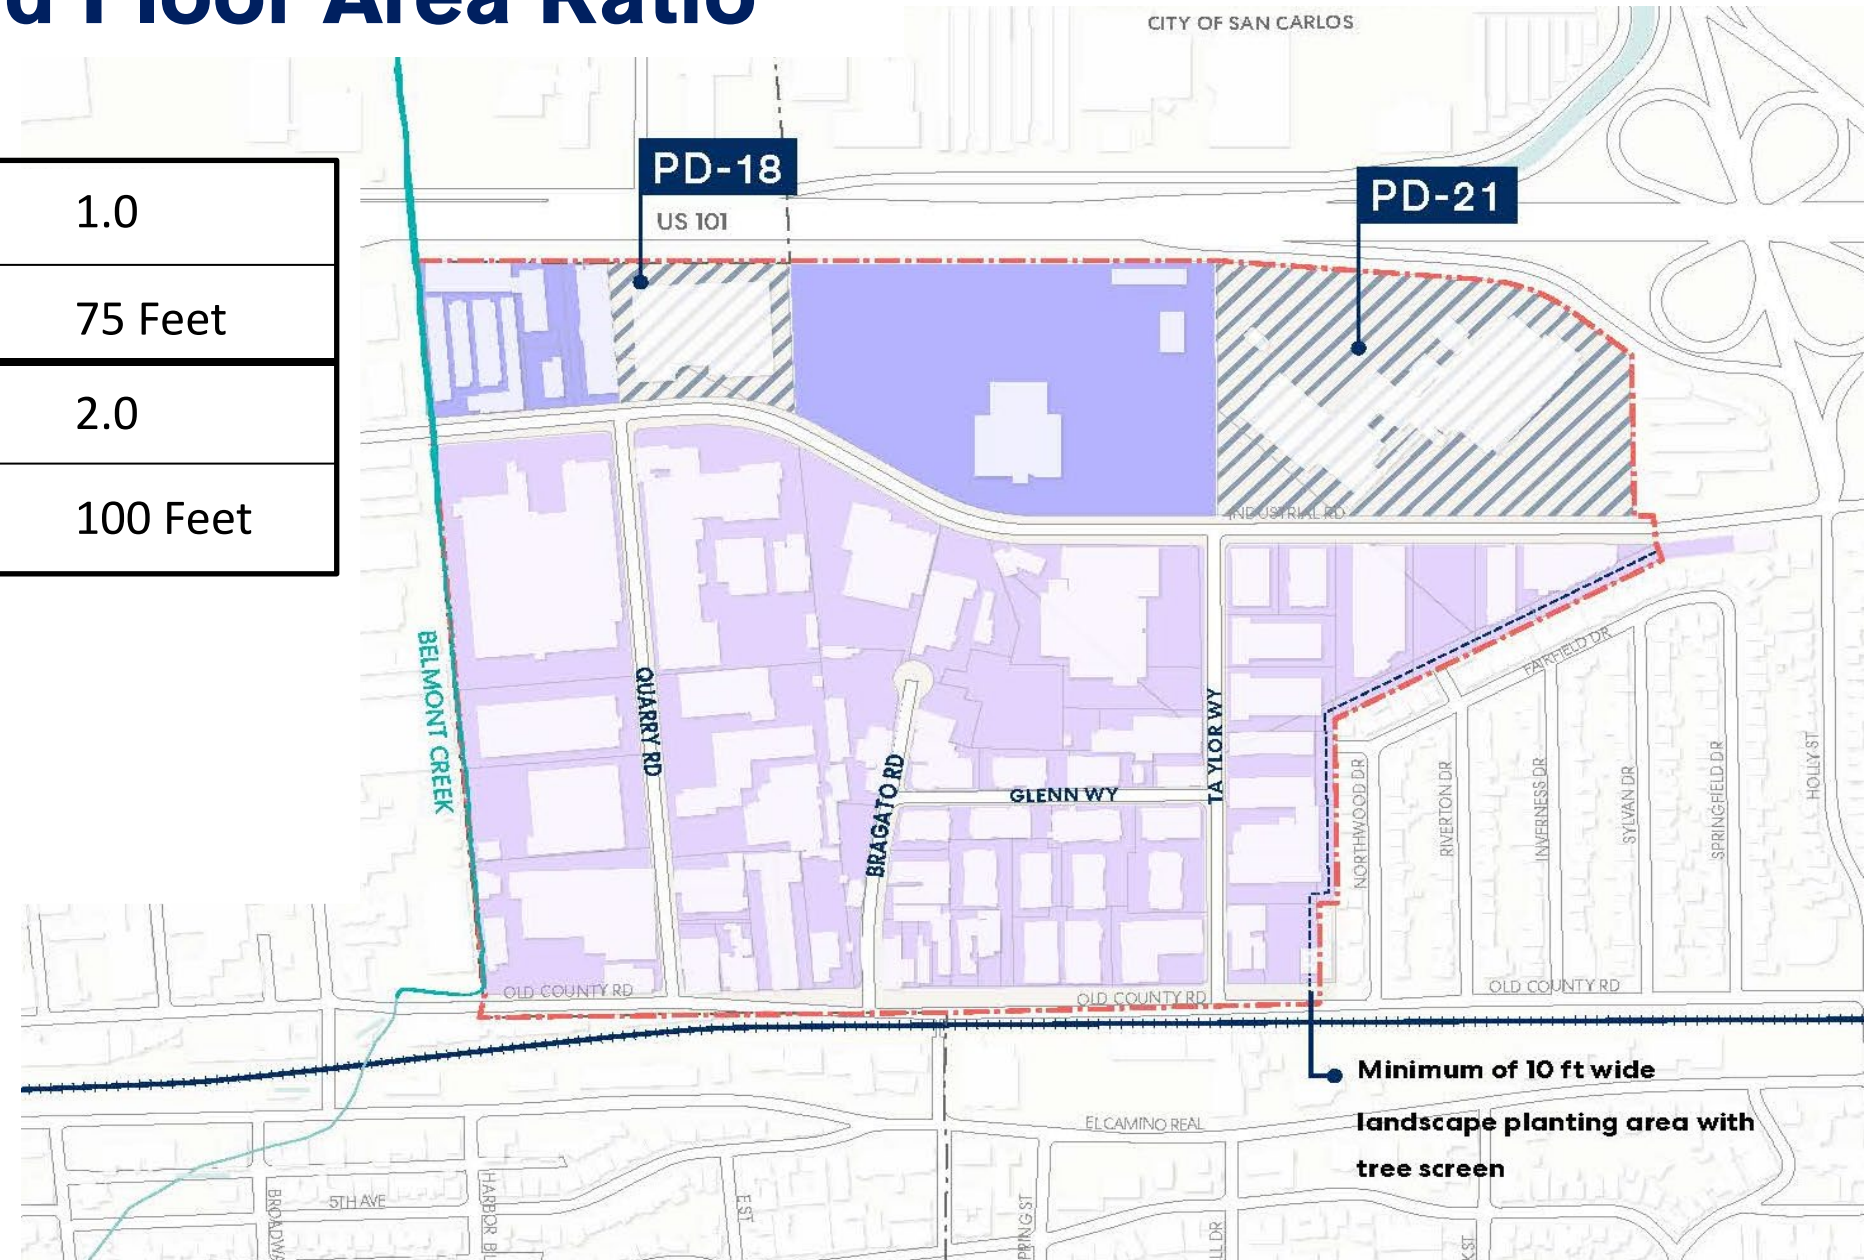 d Floor Area Ratio
CITY OF SAN CARLOS
1.0
75 Feet
2.0
100 Feet
PD-18
PD-21
US 101
INDUSTRIAL RD
BELMONT CREEK
QUARRY RD
BRAGATO RD
GLENN WY
TAYLOR WY
FAIRFIELD DR
NORTHWOOD DR
RIVERTON DR
INVERNESS DR
SYLVAN DR
SPRINGFIELD DR
HOLLY ST
OLD COUNTY RD
OLD COUNTY RD
OLD COUNTY RD
Minimum of 10 ft wide
landscape planting area with
tree screen
EL CAMINO REAL
5TH AVE
HARBOR BL
E ST